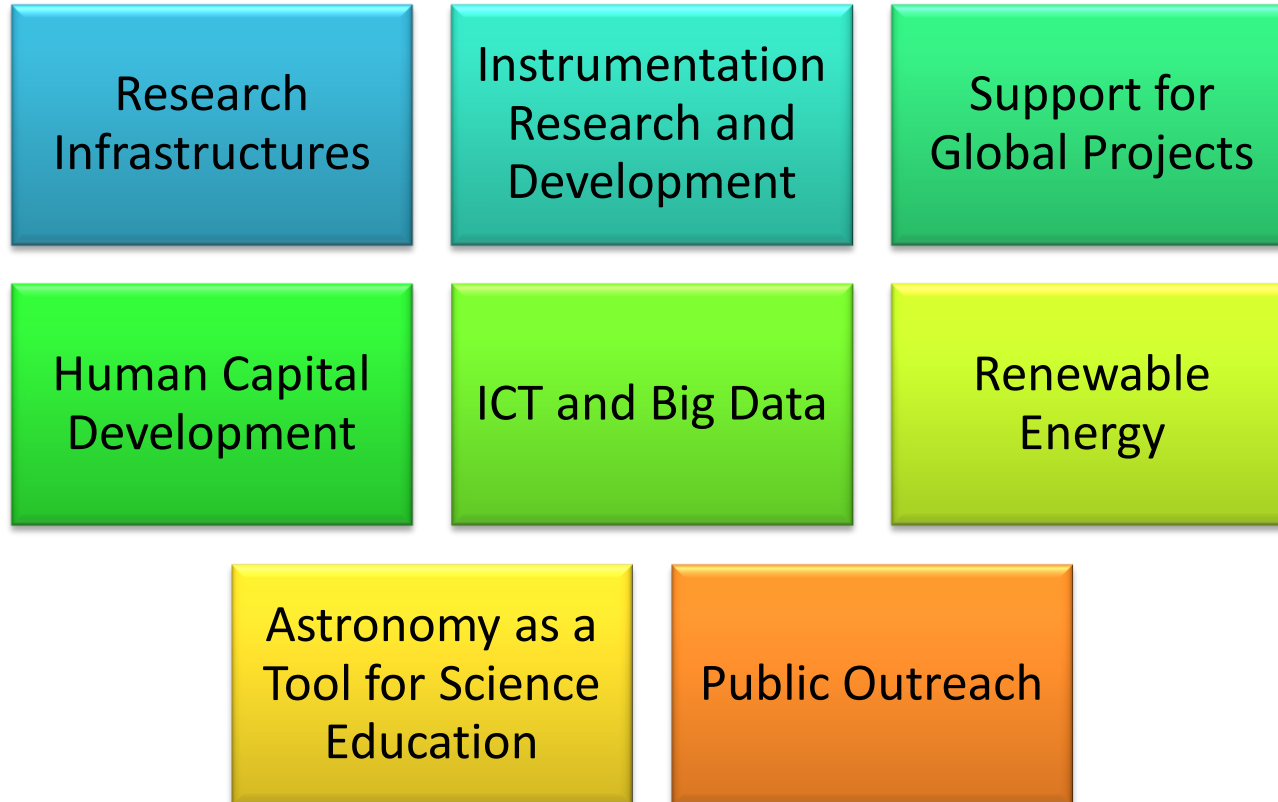 Research
Infrastructures
Instrumentation
Research and
Development
Support for
Global Projects
Human Capital
Development
ICT and Big Data
Renewable
Energy
Astronomy as a
Tool for Science
Education
Public Outreach